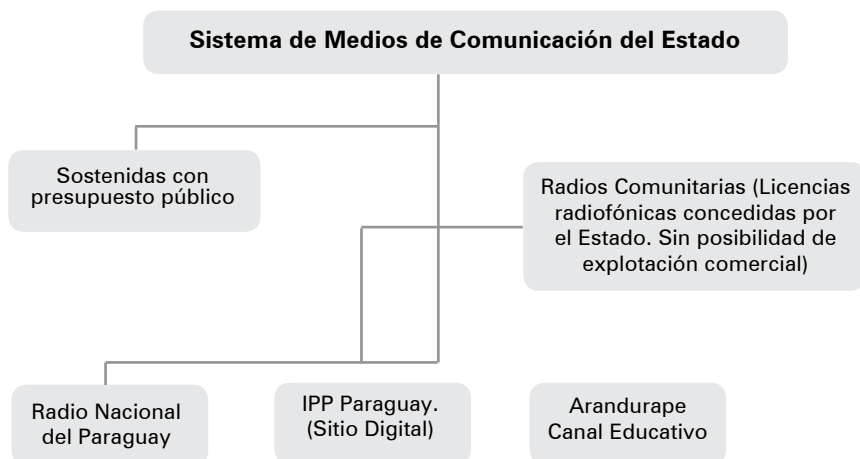 Sistema de Medios de Comunicación del Estado
Sostenidas con
presupuesto público
Radios Comunitarias (Licencias
radiofónicas concedidas por
el Estado. Sin posibilidad de
explotación comercial)
Radio Nacional
del Paraguay
IPP Paraguay.
(Sitio Digital)
Arandurape
Canal Educativo